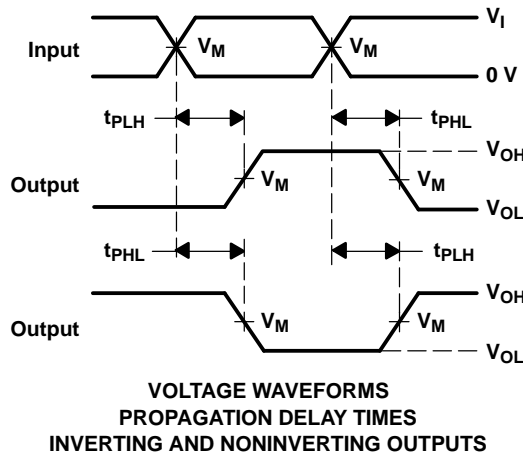 V_I
Input V_M V_M
0 V
t_PLH t_PHL
V_OH
Output V_M V_M
V_OL
t_PHL t_PLH
V_OH
Output V_M V_M
V_OL
VOLTAGE WAVEFORMS
PROPAGATION DELAY TIMES
INVERTING AND NONINVERTING OUTPUTS